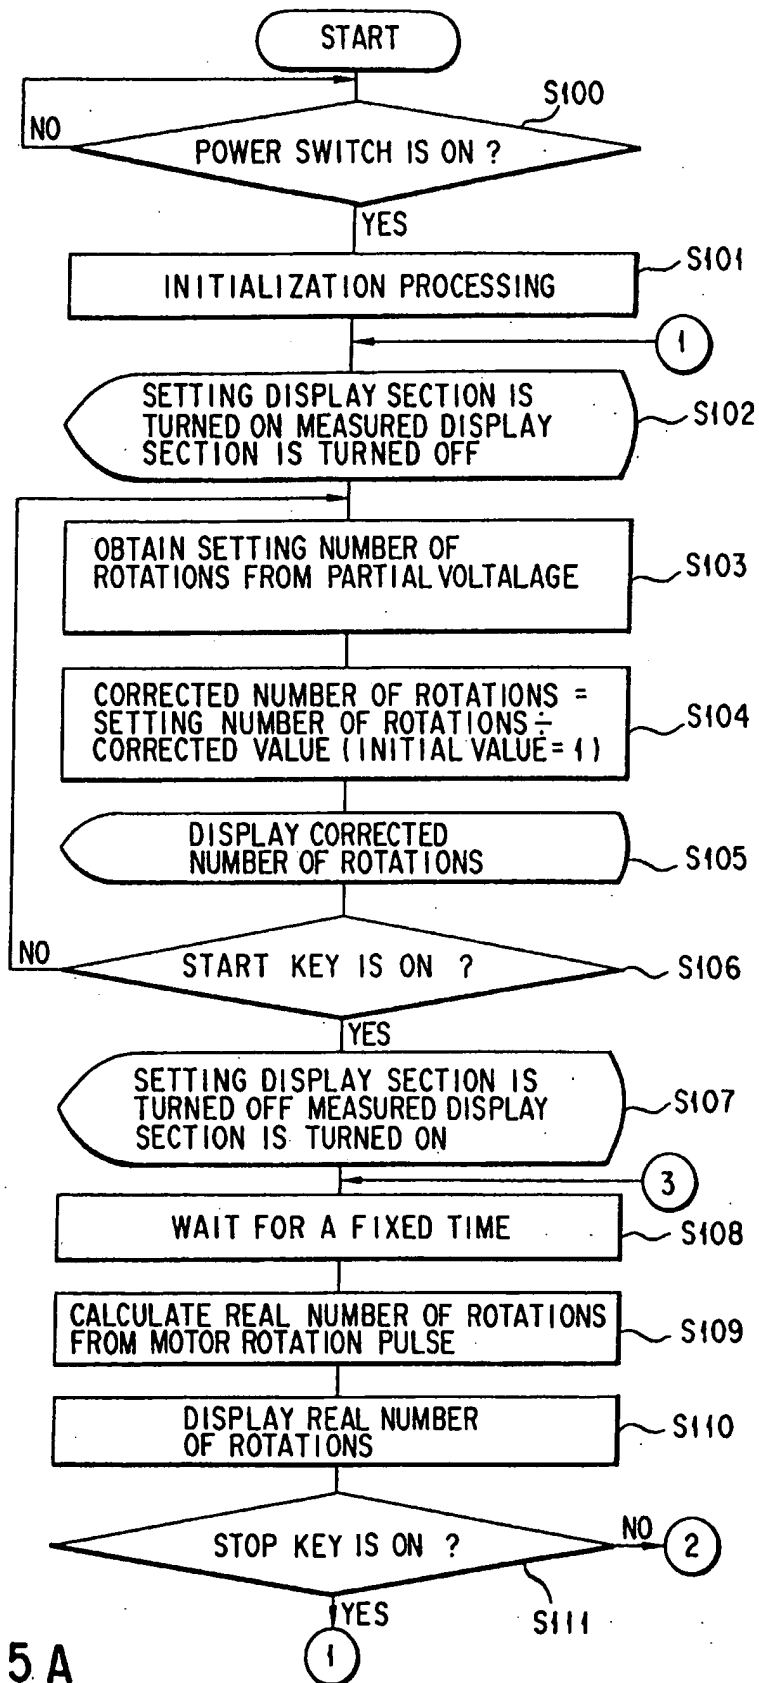 START
S100
NO
POWER SWITCH IS ON ?
YES
S101
INITIALIZATION PROCESSING
1
SETTING DISPLAY SECTION IS
TURNED ON MEASURED DISPLAY
SECTION IS TURNED OFF
S102
OBTAIN SETTING NUMBER OF
ROTATIONS FROM PARTIAL VOLTALAGE
S103
CORRECTED NUMBER OF ROTATIONS =
SETTING NUMBER OF ROTATIONS ÷
CORRECTED VALUE (INITIAL VALUE = 1)
S104
DISPLAY CORRECTED
NUMBER OF ROTATIONS
S105
NO
START KEY IS ON ?
S106
YES
SETTING DISPLAY SECTION IS
TURNED OFF MEASURED DISPLAY
SECTION IS TURNED ON
S107
3
WAIT FOR A FIXED TIME
S108
CALCULATE REAL NUMBER OF ROTATIONS
FROM MOTOR ROTATION PULSE
S109
DISPLAY REAL NUMBER
OF ROTATIONS
S110
STOP KEY IS ON ?
NO
2
S111
YES
1
5 A